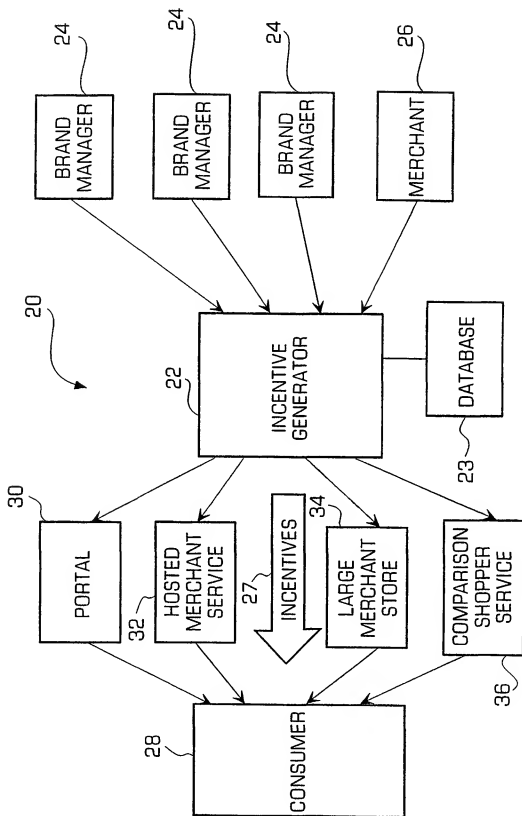 20
24
BRAND
MANAGER
24
BRAND
MANAGER
24
BRAND
MANAGER
26
MERCHANT
22
INCENTIVE
GENERATOR
23
DATABASE
30
PORTAL
32
HOSTED
MERCHANT
SERVICE
27
INCENTIVES
34
LARGE
MERCHANT
STORE
36
COMPARISON
SHOPPER
SERVICE
28
CONSUMER